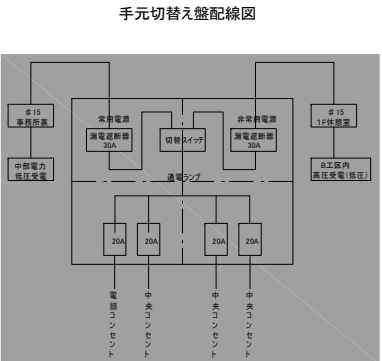 手元切替え盤配線図
常用電源
非常用電源
#15
事務所裏
漏電遮断器
30A
切替スイッチ
漏電遮断器
30A
#15
1F休憩室
中部電力
低圧受電
B工区内
高圧受電(低圧)
通電ランプ
20A
20A
20A
20A
電話コンセント
中央コンセント
中央コンセント
中央コンセント